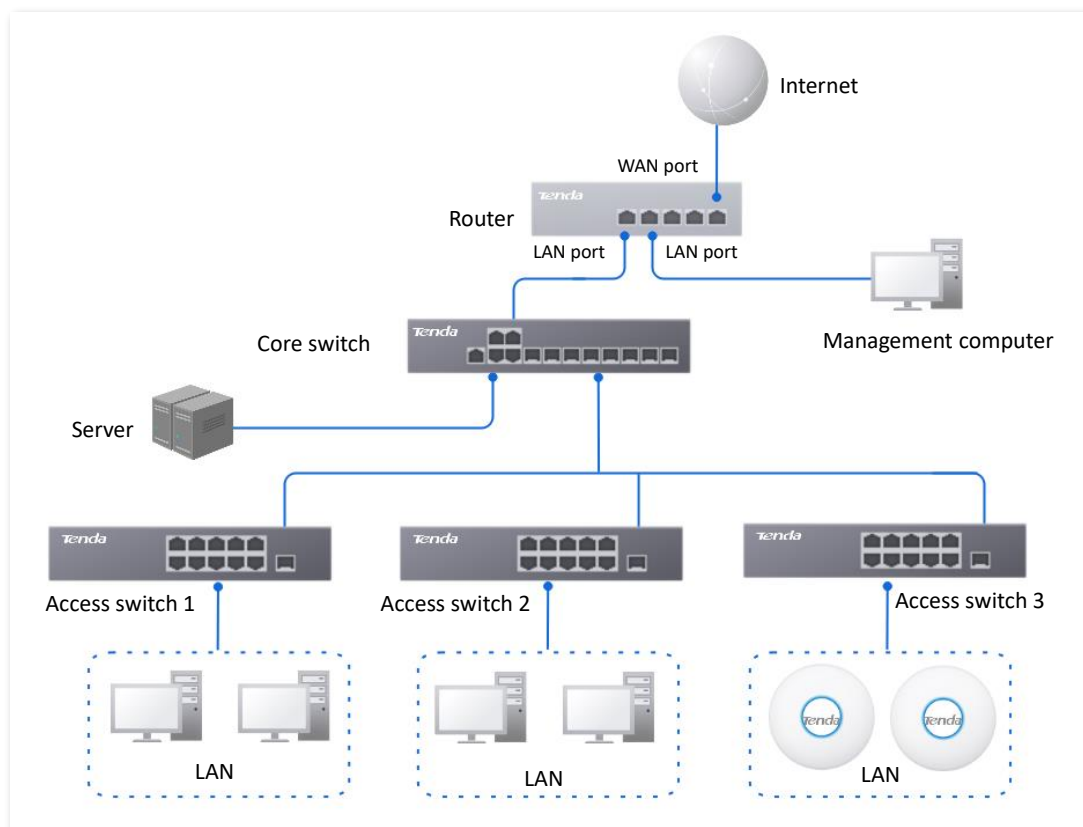 Internet
WAN port
Tenda
Router
LAN port
LAN port
Tenda
Core switch
Management computer
Server
Tenda
Tenda
Tenda
Access switch 1
Access switch 2
Access switch 3
Tenda
Tenda
LAN
LAN
LAN